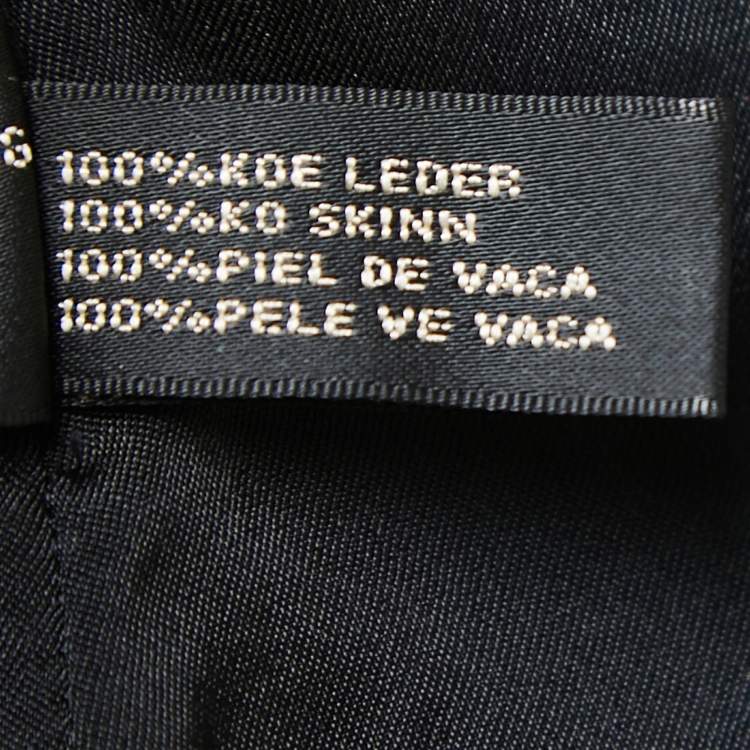 S
100%KOE LEDER
100%KO SKINN
100%PIEL DE VACA
100%PELE VE VACA